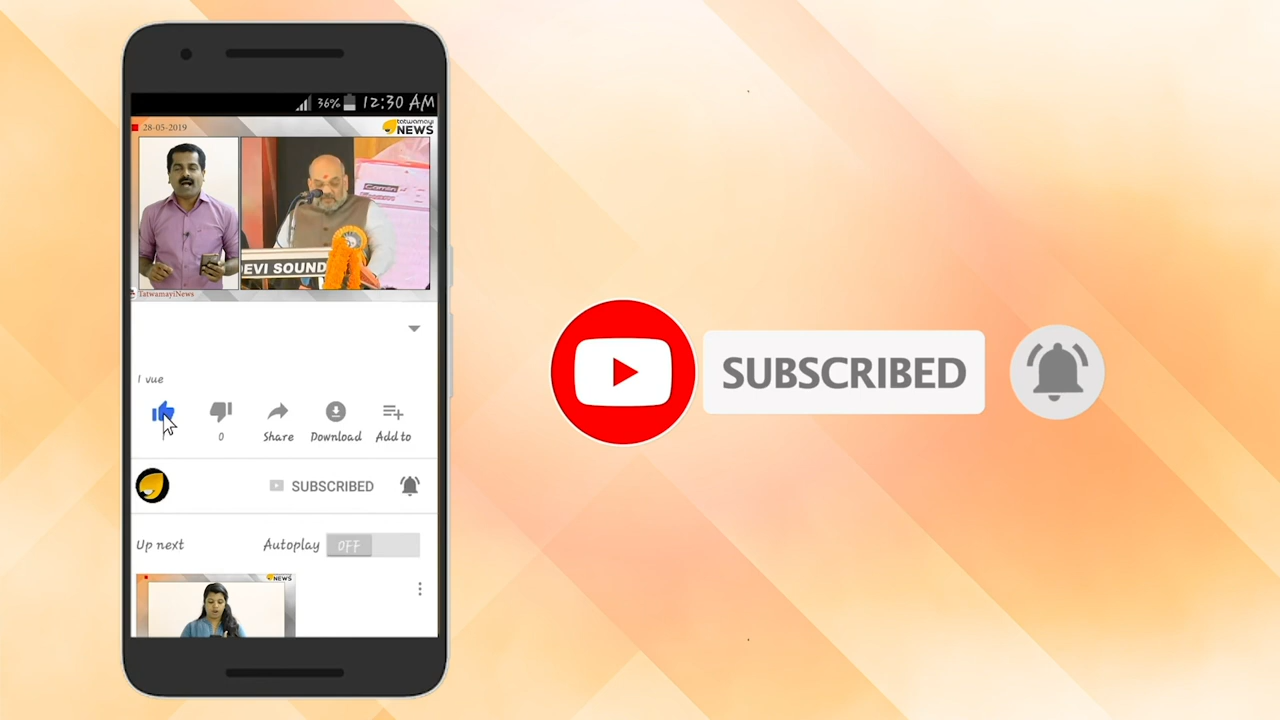 36% 12:30 AM
28-05-2019
tatwamayi
NEWS
DEVI SOUND
TatwamayiNews
1 vue
0 Share Download Add to
SUBSCRIBED
Up next Autoplay OFF
NEWS
SUBSCRIBED